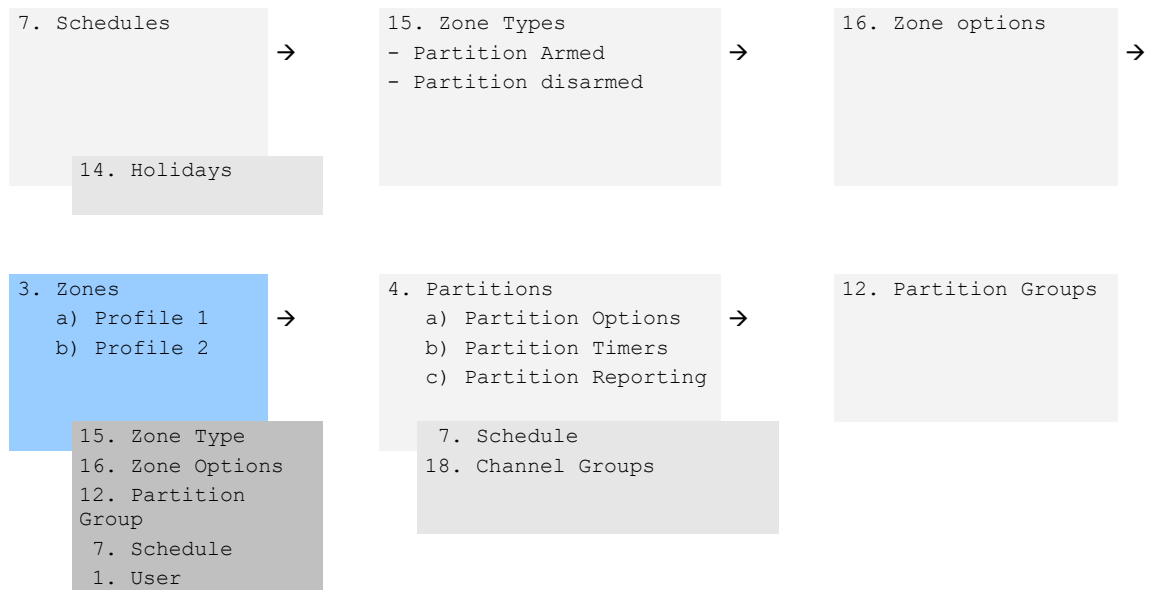 7. Schedules
→
14. Holidays
15. Zone Types
- Partition Armed
→
- Partition disarmed
16. Zone options
→
3. Zones
a) Profile 1
→
b) Profile 2
15. Zone Type
16. Zone Options
12. Partition
Group
7. Schedule
1. User
4. Partitions
a) Partition Options
→
b) Partition Timers
c) Partition Reporting
7. Schedule
18. Channel Groups
12. Partition Groups